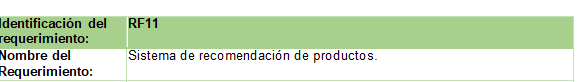 Identificación del RF11
requerimiento:
Nombre del Sistema de recomendación de productos.
Requerimiento: